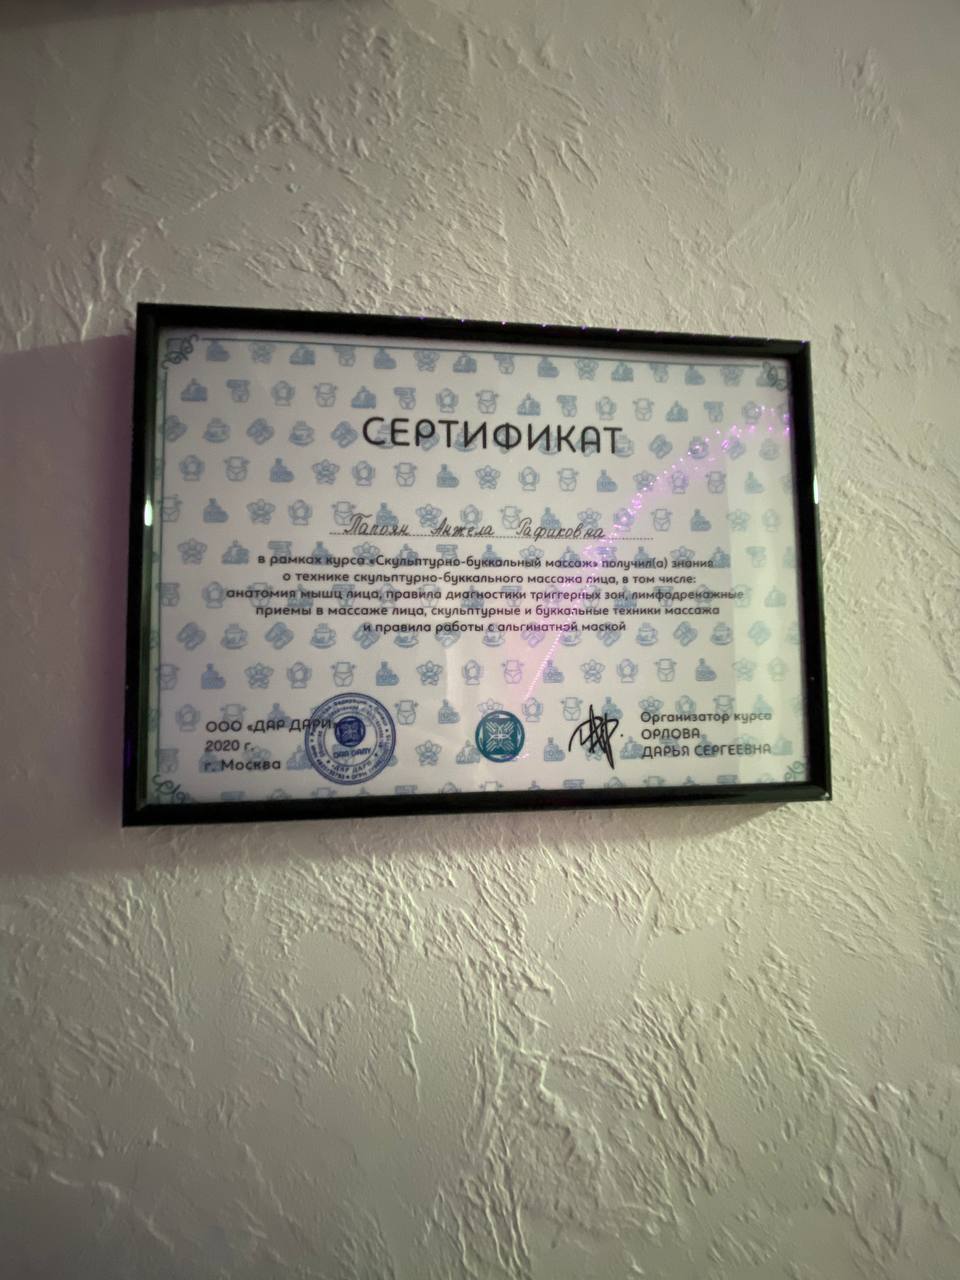 СЕРТИФИКАТ
Папоян Анжела Рафиковна
в рамках курса «Скульптурно-буккальный массаж» получил(а) знания
о технике скульптурно-буккального массажа лица, в том числе:
анатомия мышц лица, правила диагностики триггерных зон, лимфодренажные
приемы в массаже лица, скульптурные и буккальные техники массажа
и правила работы с альгинатнэй маской
ООО «ДАР ДАРИ»
2020 г.
г. Москва
Организатор курса
ОРЛОВА
ДАРЬЯ СЕРГЕЕВНА